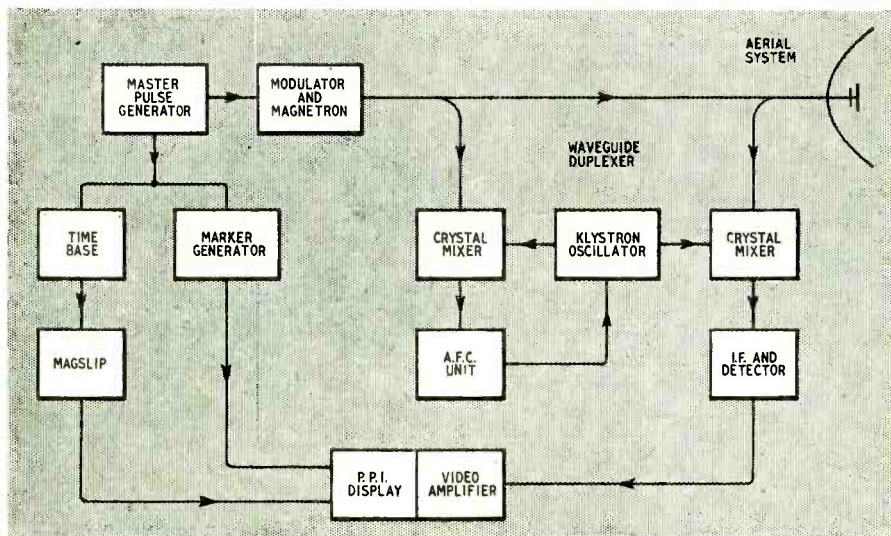 AERIAL
SYSTEM
MASTER
PULSE
GENERATOR
MODULATOR
AND
MAGNETRON
WAVEGUIDE
DUPLEXER
TIME
BASE
MARKER
GENERATOR
CRYSTAL
MIXER
KLYSTRON
OSCILLATOR
CRYSTAL
MIXER
MAGSLIP
A.F.C.
UNIT
I.F. AND
DETECTOR
P.P.I.
DISPLAY
VIDEO
AMPLIFIER